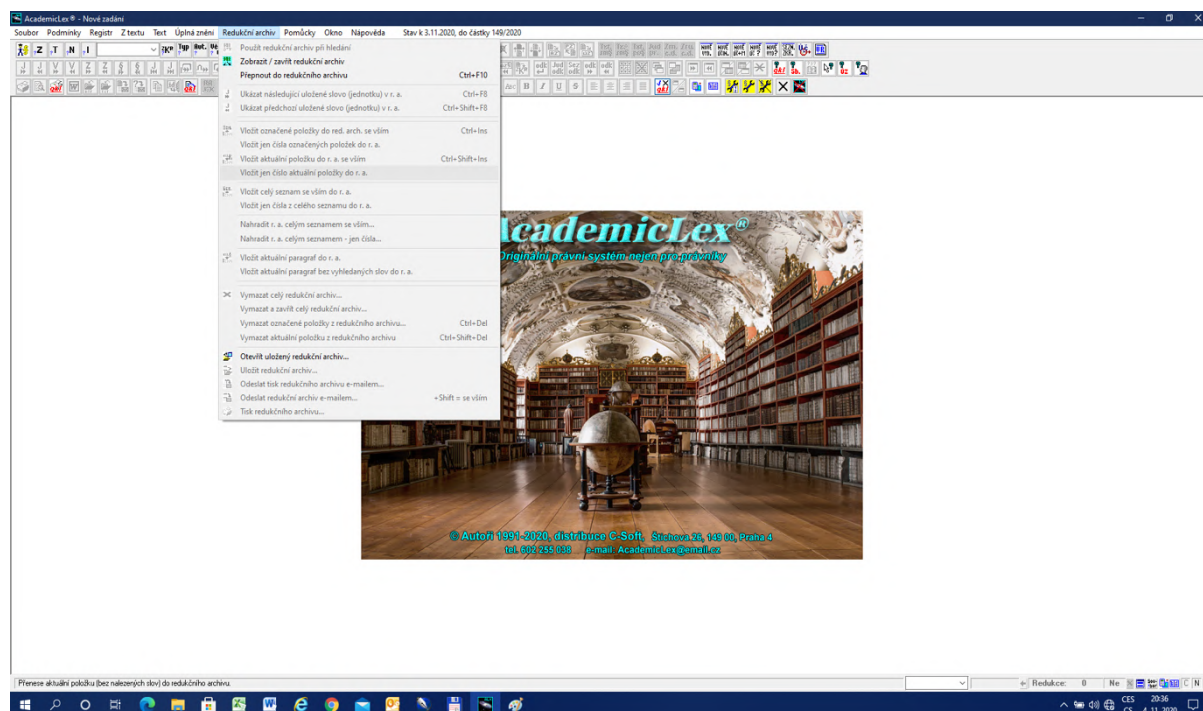 AcademicLex® - Nové zadání
Soubor Podmínky Registr Z textu Text Úplná znění Redukční archiv Pomůcky Okno Nápověda Stav k 3.11.2020, do částky 149/2020
Použít redukční archiv při hledání
Zobrazit / zavřít redukční archiv
Přepnout do redukčního archivu Ctrl+F10
Ukázat následující uložené slovo (jednotku) v r. a. Ctrl+F8
Ukázat předchozí uložené slovo (jednotku) v r. a. Ctrl+Shift+F8
Vložit označené položky do red. arch. se vším Ctrl+Ins
Vložit jen čísla označených položek do r. a.
Vložit aktuální položku do r. a. se vším Ctrl+Shift+Ins
Vložit jen číslo aktuální položky do r. a.
Vložit celý seznam se vším do r. a.
Vložit jen čísla z celého seznamu do r. a.
Nahradit r. a. celým seznamem se vším...
Nahradit r. a. celým seznamem - jen čísla...
Vložit aktuální paragraf do r. a.
Vložit aktuální paragraf bez vyhledaných slov do r. a.
Vymazat celý redukční archiv...
Vymazat a zavřít celý redukční archiv...
Vymazat označené položky z redukčního archivu... Ctrl+Del
Vymazat aktuální položku z redukčního archivu Ctrl+Shift+Del
Otevřít uložený redukční archiv...
Uložit redukční archiv...
Odeslat tisk redukčního archivu e-mailem...
Odeslat redukční archiv e-mailem... +Shift = se vším
Tisk redukčního archivu...
cademicLex®
Originální právní systém nejen pro právníky
© Autoři 1991-2020, distribuce C-Soft, Štichova 26, 149 00, Praha 4
tel. 602 255 038 e-mail: AcademicLex@email.cz
Přenese aktuální položku (bez nalezených slov) do redukčního archivu.
Redukce: 0 Ne
C N
CES 20:36
CS 4.11.2020